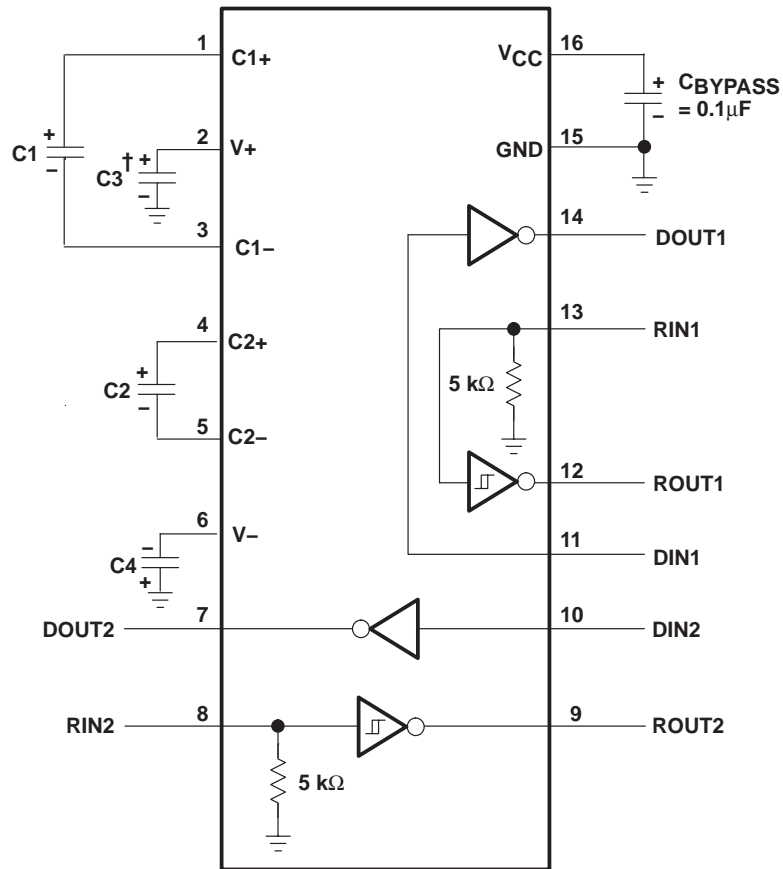 1
C1+
16
VCC
+
CBYPASS
= 0.1µF
–
+
C1
–
2
V+
C3
† +
–
15
GND
3
C1–
14
DOUT1
4
C2+
13
RIN1
+
C2
–
5 kΩ
5
C2–
12
ROUT1
6
V–
–
C4
+
11
DIN1
7
DOUT2
10
DIN2
RIN2
8
9
ROUT2
5 kΩ